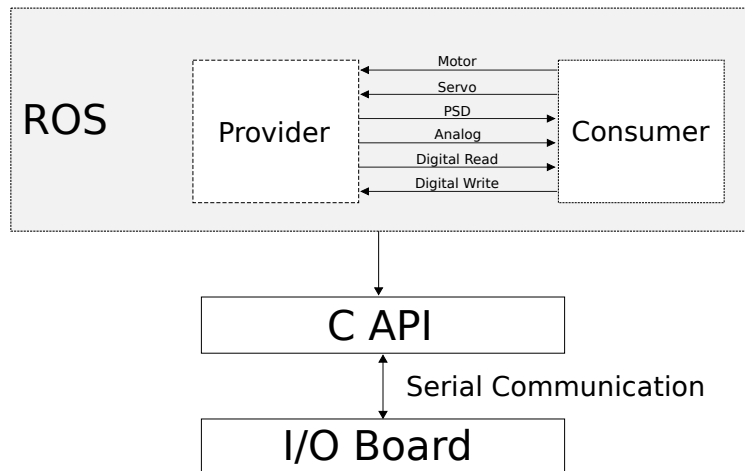 ROS
Provider
Motor
Servo
PSD
Analog
Digital Read
Digital Write
Consumer
C API
Serial Communication
I/O Board